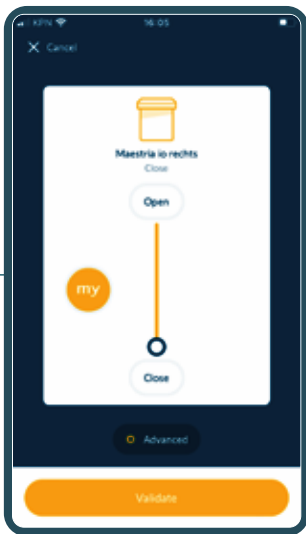 KPN 16:05
Cancel
Maestria io rechts
Close
Open
my
Close
Advanced
Validate